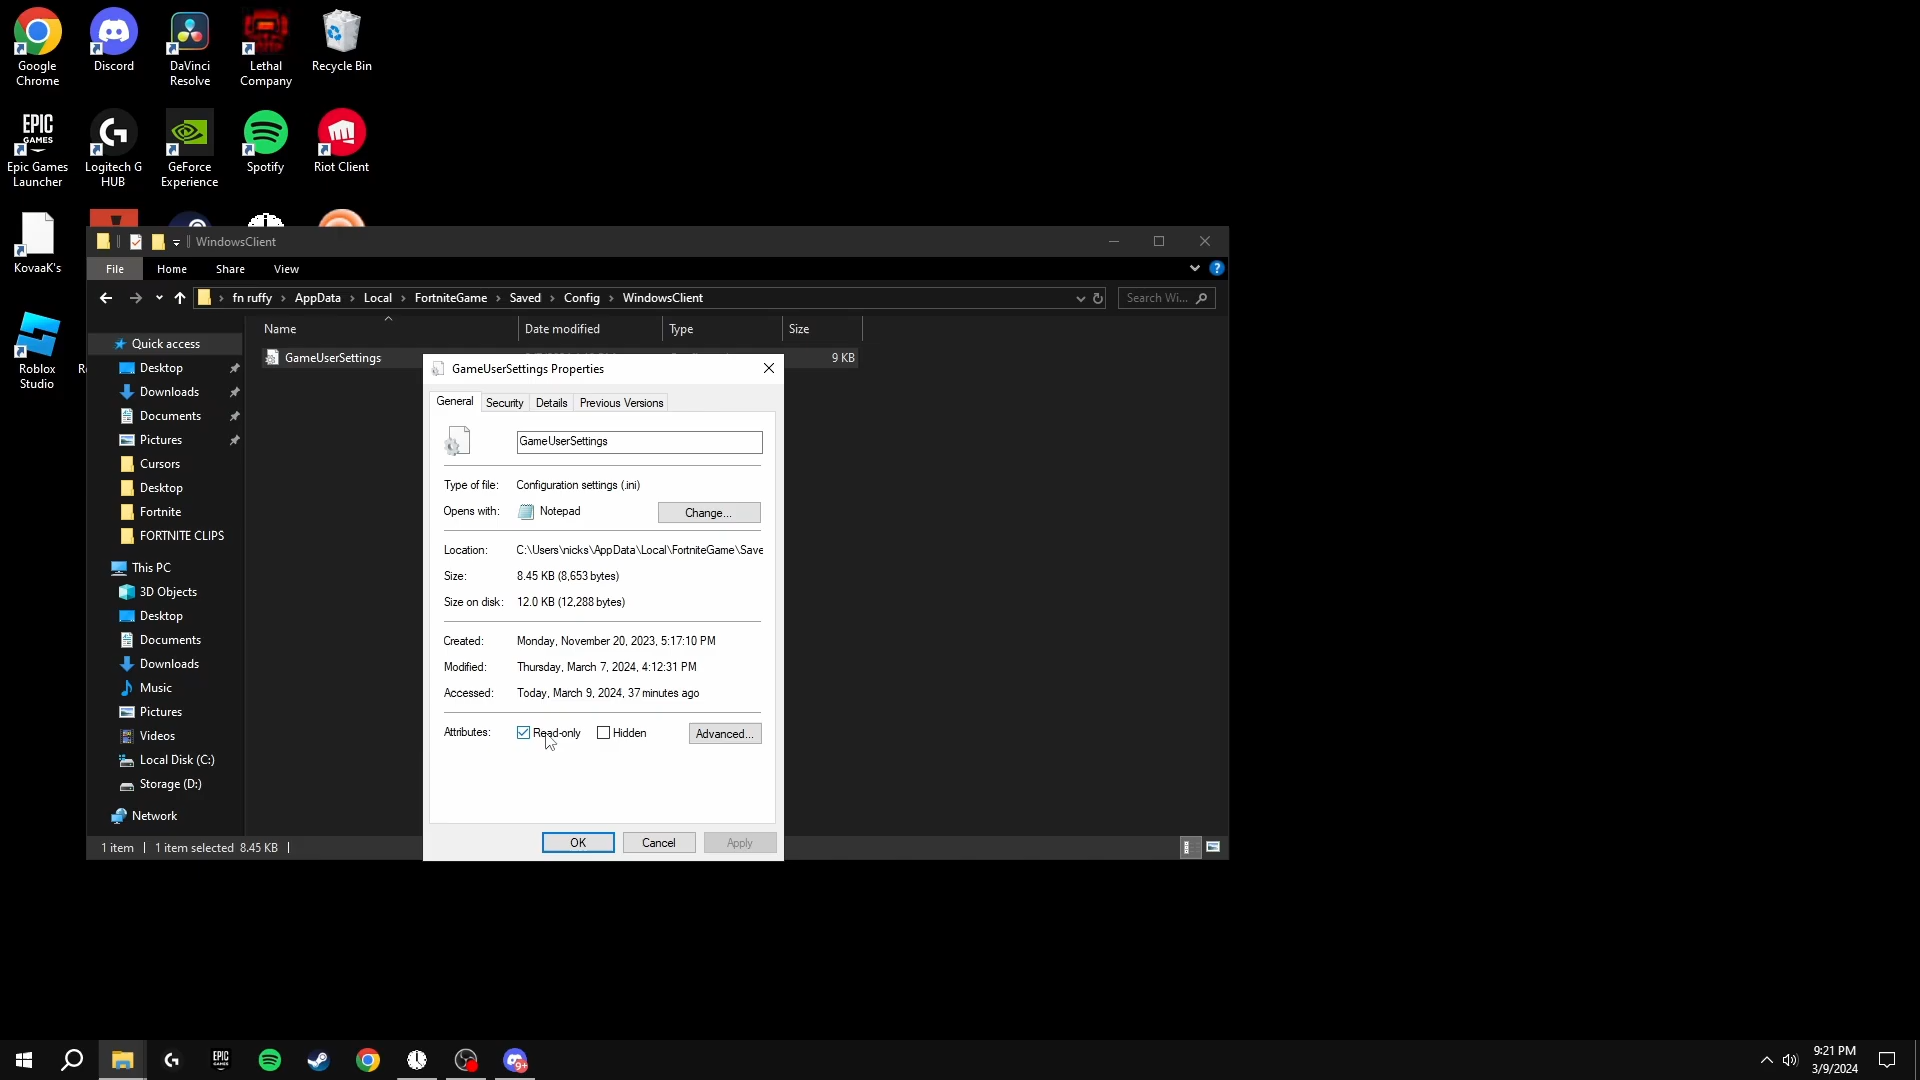 Google
Chrome
Discord
DaVinci
Resolve
Lethal
Company
Recycle Bin
EPIC
GAMES
Epic Games
Launcher
Logitech G
HUB
GeForce
Experience
Spotify
Riot Client
KovaaK's
Roblox
Studio
WindowsClient
File Home Share View
fn ruffy › AppData › Local › FortniteGame › Saved › Config › WindowsClient
Search Wi...
Name Date modified Type Size
GameUserSettings 9 KB
Quick access
Desktop
Downloads
Documents
Pictures
Cursors
Desktop
Fortnite
FORTNITE CLIPS
This PC
3D Objects
Desktop
Documents
Downloads
Music
Pictures
Videos
Local Disk (C:)
Storage (D:)
Network
1 item 1 item selected 8.45 KB
GameUserSettings Properties
General Security Details Previous Versions
GameUserSettings
Type of file: Configuration settings (.ini)
Opens with: Notepad Change...
Location: C:\Users\nicks\AppData\Local\FortniteGame\Save
Size: 8.45 KB (8,653 bytes)
Size on disk: 12.0 KB (12,288 bytes)
Created: Monday, November 20, 2023, 5:17:10 PM
Modified: Thursday, March 7, 2024, 4:12:31 PM
Accessed: Today, March 9, 2024, 37 minutes ago
Attributes: Read-only Hidden Advanced...
OK Cancel Apply
EPIC
GAMES
9+
9:21 PM
3/9/2024